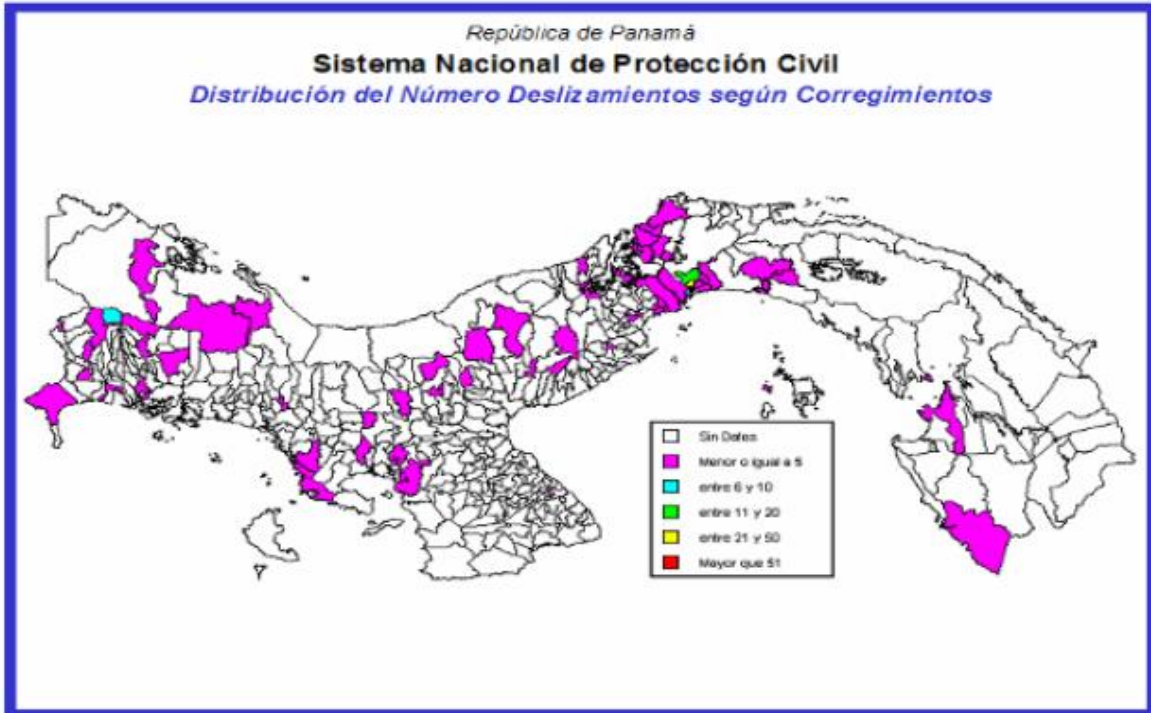 República de Panamá
Sistema Nacional de Protección Civil
Distribución del Número Deslizamientos según Corregimientos
Sin Datos
Menor o igual a 5
entre 6 y 10
entre 11 y 20
entre 21 y 50
Mayor que 51